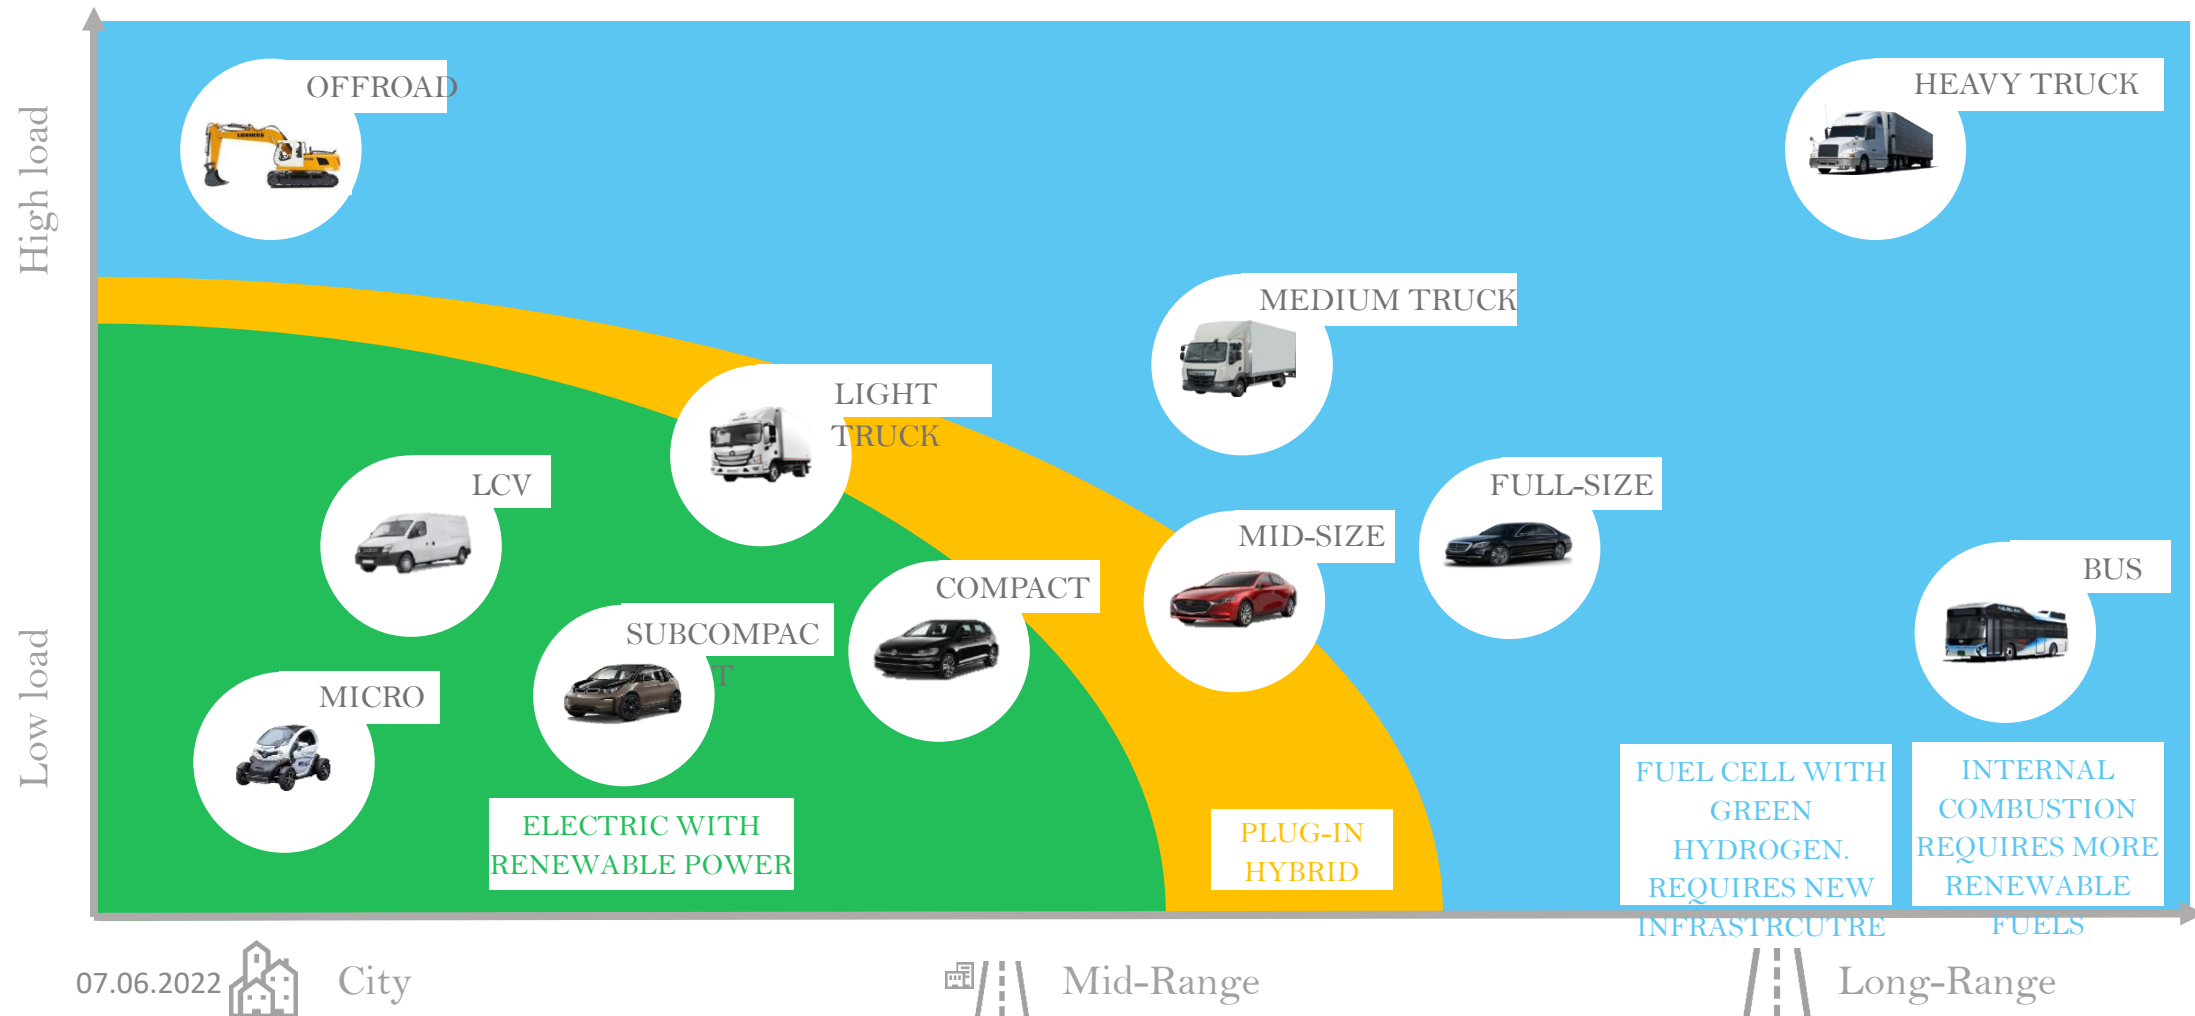 High load
Low load
OFFROAD
HEAVY TRUCK
MEDIUM TRUCK
LIGHT
TRUCK
LCV
FULL-SIZE
MID-SIZE
BUS
COMPACT
SUBCOMPAC
T
MICRO
ELECTRIC WITH
RENEWABLE POWER
PLUG-IN
HYBRID
FUEL CELL WITH
GREEN
HYDROGEN.
REQUIRES NEW
INFRASTRCUTRE
INTERNAL
COMBUSTION
REQUIRES MORE
RENEWABLE
FUELS
07.06.2022
City
Mid-Range
Long-Range